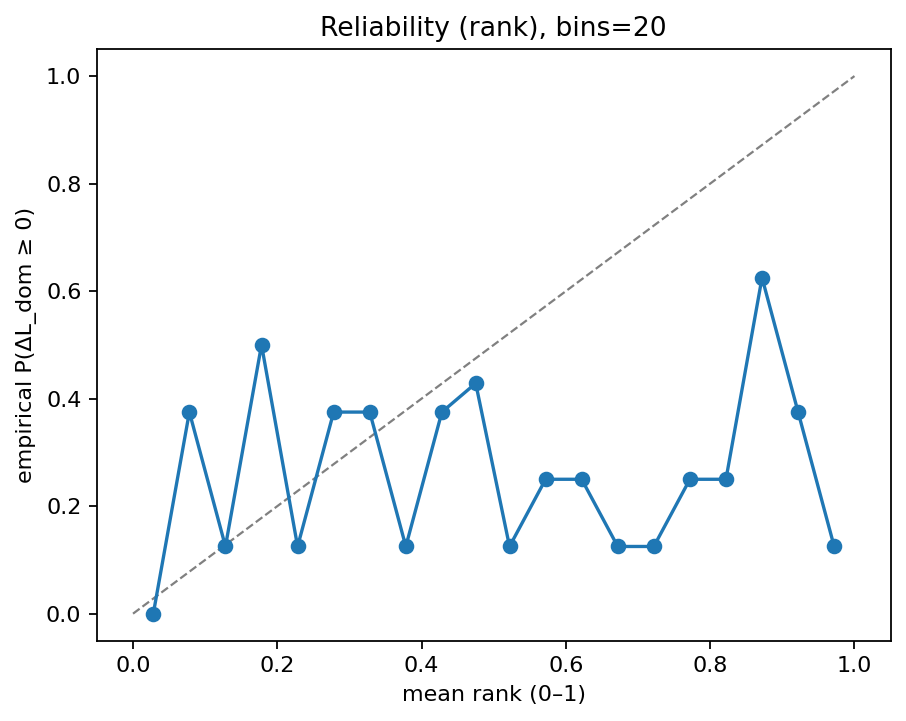 Reliability (rank), bins=20
1.0
0.8
0.6
0.4
0.2
0.0
empirical P(ΔL_dom ≥ 0)
0.0 0.2 0.4 0.6 0.8 1.0
mean rank (0–1)